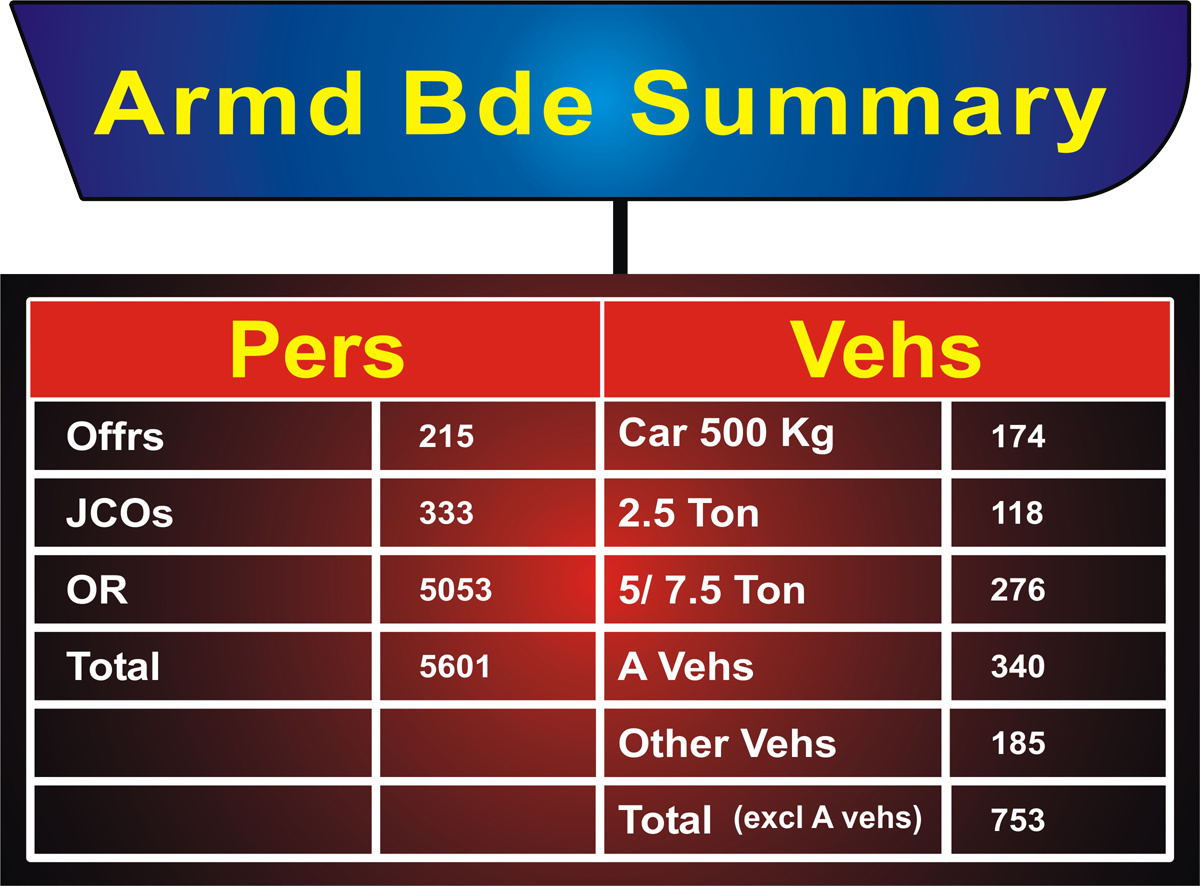 Armd Bde Summary
Pers Vehs
Offrs 215 Car 500 Kg 174
JCOs 333 2.5 Ton 118
OR 5053 5/ 7.5 Ton 276
Total 5601 A Vehs 340
Other Vehs 185
Total (excl A vehs) 753